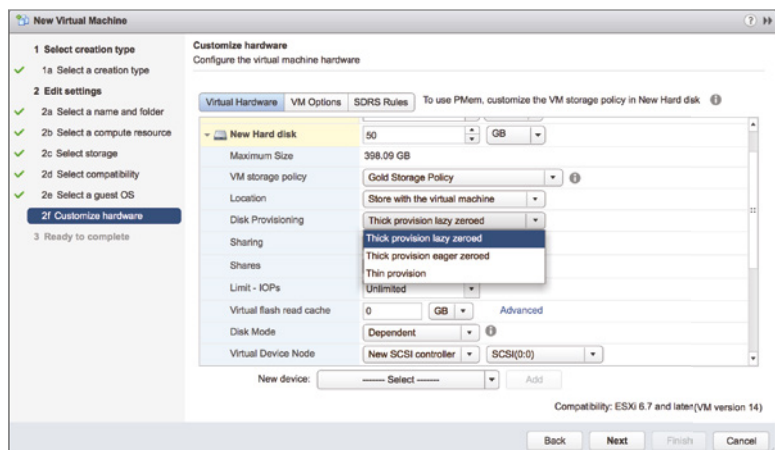 New Virtual Machine
1 Select creation type
1a Select a creation type
2 Edit settings
2a Select a name and folder
2b Select a compute resource
2c Select storage
2d Select compatibility
2e Select a guest OS
2f Customize hardware
3 Ready to complete
Customize hardware
Configure the virtual machine hardware
Virtual Hardware VM Options SDRS Rules To use PMem, customize the VM storage policy in New Hard disk
New Hard disk 50 GB
Maximum Size 398.09 GB
VM storage policy Gold Storage Policy
Location Store with the virtual machine
Disk Provisioning Thick provision lazy zeroed
Sharing Thick provision lazy zeroed
Thick provision eager zeroed
Shares Thin provision
Limit - IOPs Unlimited
Virtual flash read cache 0 GB Advanced
Disk Mode Dependent
Virtual Device Node New SCSI controller SCSI(0:0)
New device: ------- Select ------- Add
Compatibility: ESXi 6.7 and later(VM version 14)
Back Next Finish Cancel